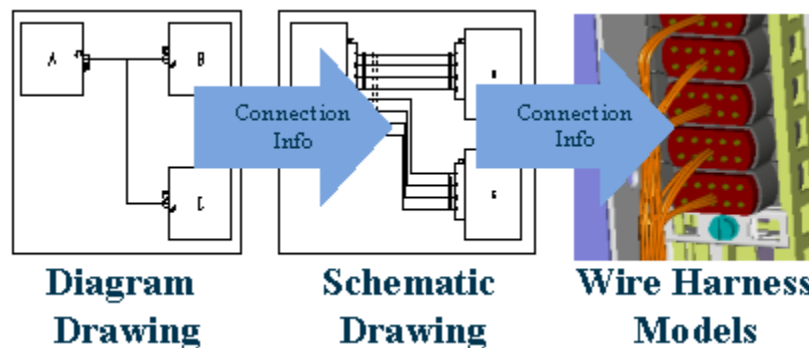 A
B
Connection
Info
Connection
Info
Diagram
Drawing
Schematic
Drawing
Wire Harness
Models